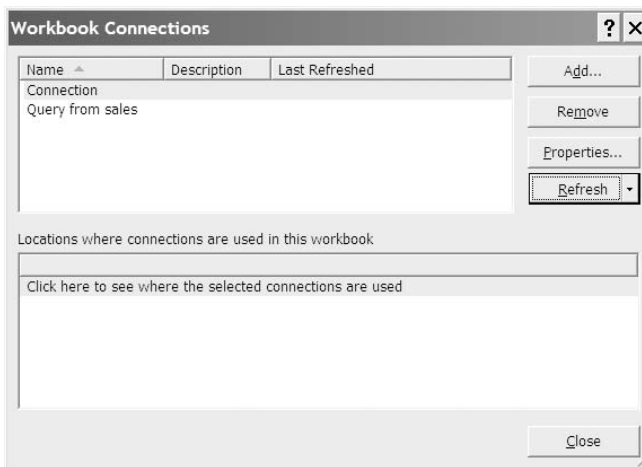 Workbook Connections
Name Description Last Refreshed
Connection
Query from sales
Add...
Remove
Properties...
Refresh
Locations where connections are used in this workbook
Click here to see where the selected connections are used
Close